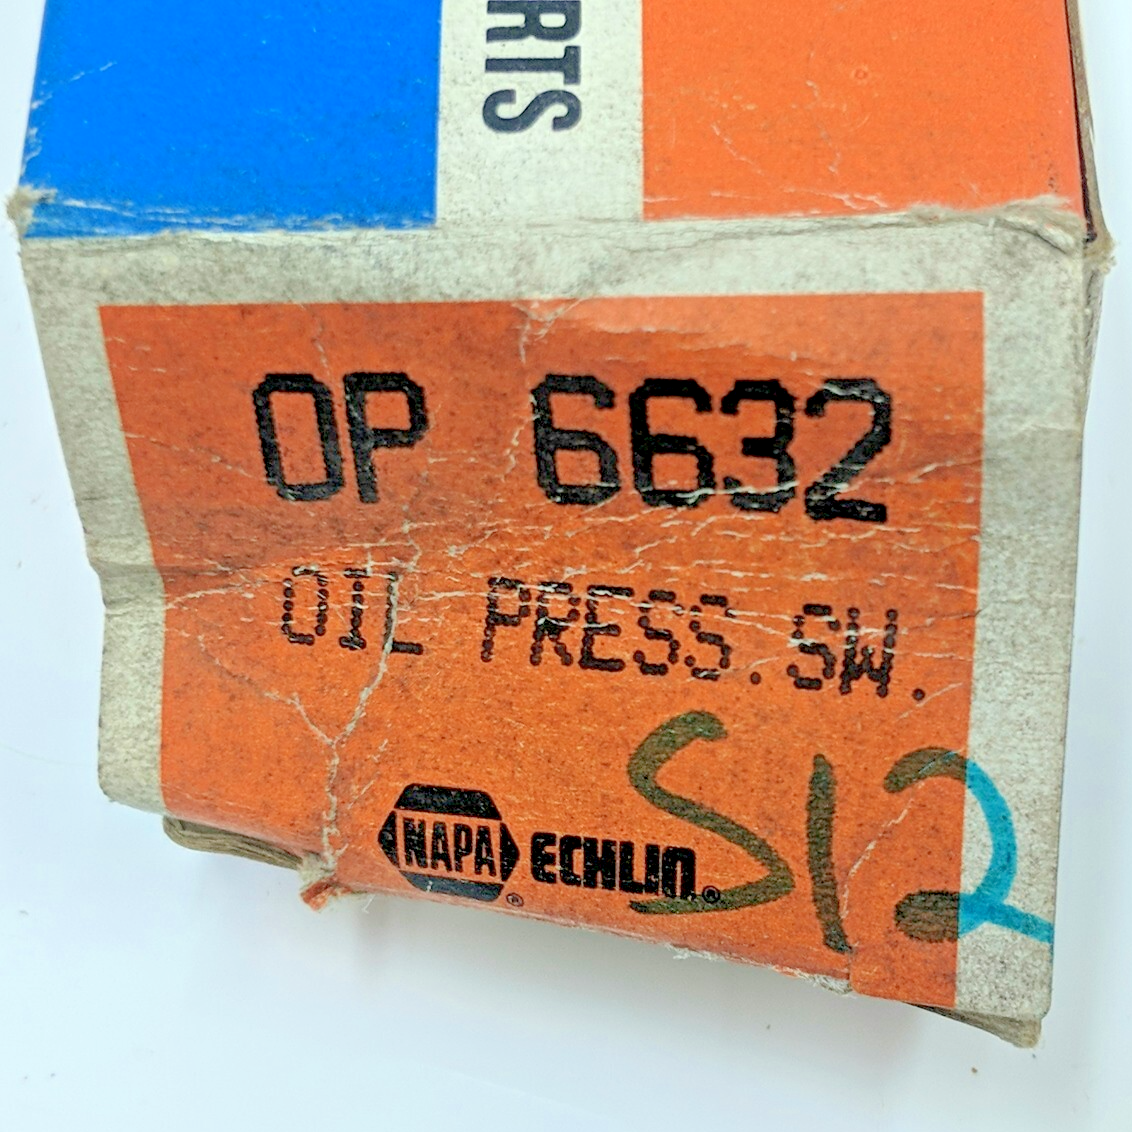 RTS
OP 6632
OIL PRESS.SW.
S12
NAPA ® ECHLIN®